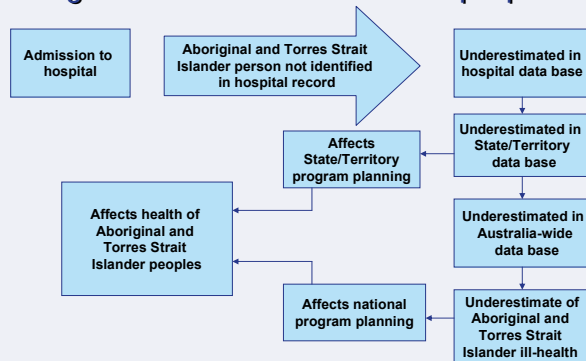 Admission to
hospital
Aboriginal and Torres Strait
Islander person not identified
in hospital record
Underestimated in
hospital data base
Underestimated in
State/Territory
data base
Affects
State/Territory
program planning
Affects health of
Aboriginal and
Torres Strait
Islander peoples
Underestimated in
Australia-wide
data base
Affects national
program planning
Underestimate of
Aboriginal and
Torres Strait
Islander ill-health